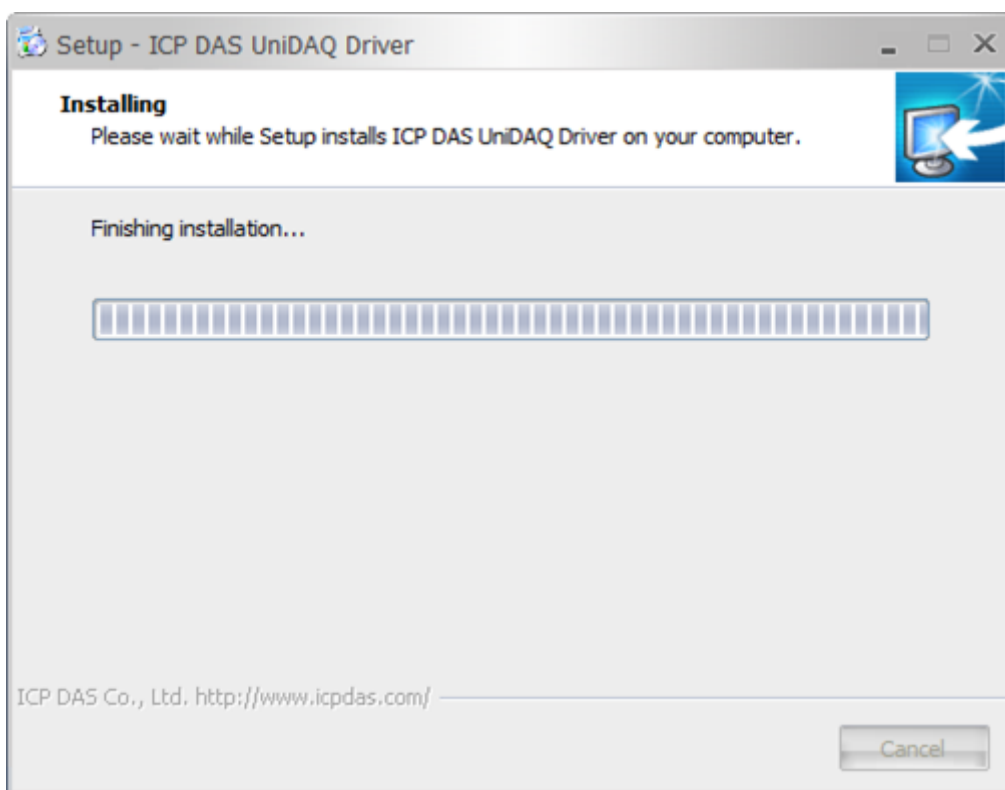 Setup - ICP DAS UniDAQ Driver
Installing
Please wait while Setup installs ICP DAS UniDAQ Driver on your computer.
Finishing installation...
ICP DAS Co., Ltd. http://www.icpdas.com/
Cancel